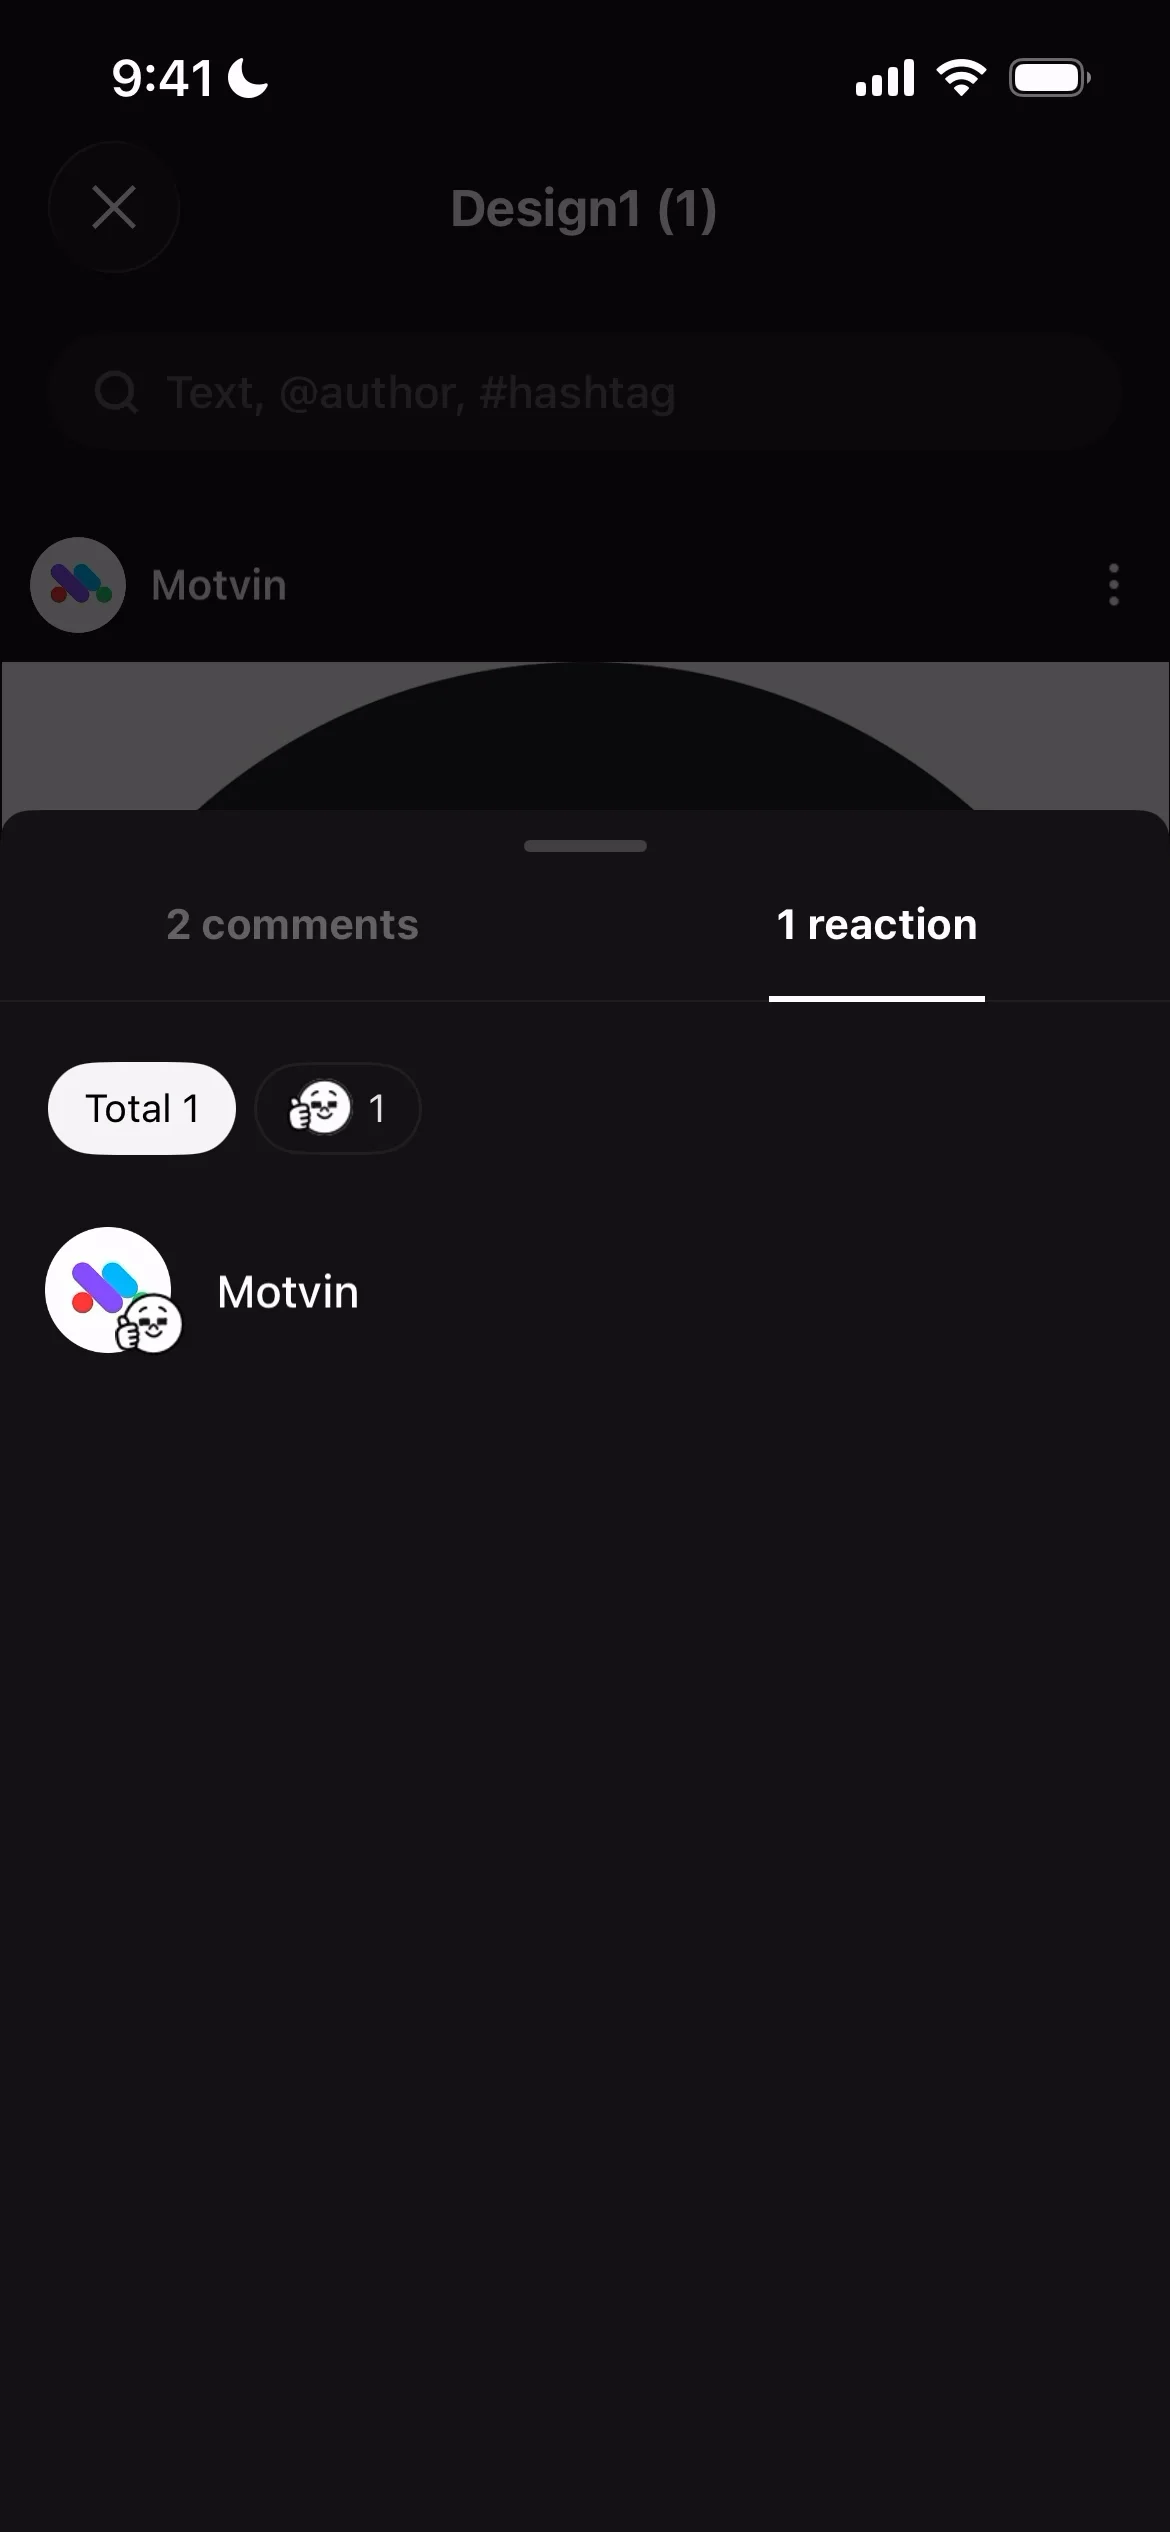 9:41
Design1 (1)
Text, @author, #hashtag
Motvin
2 comments
1 reaction
Total 1
1
Motvin